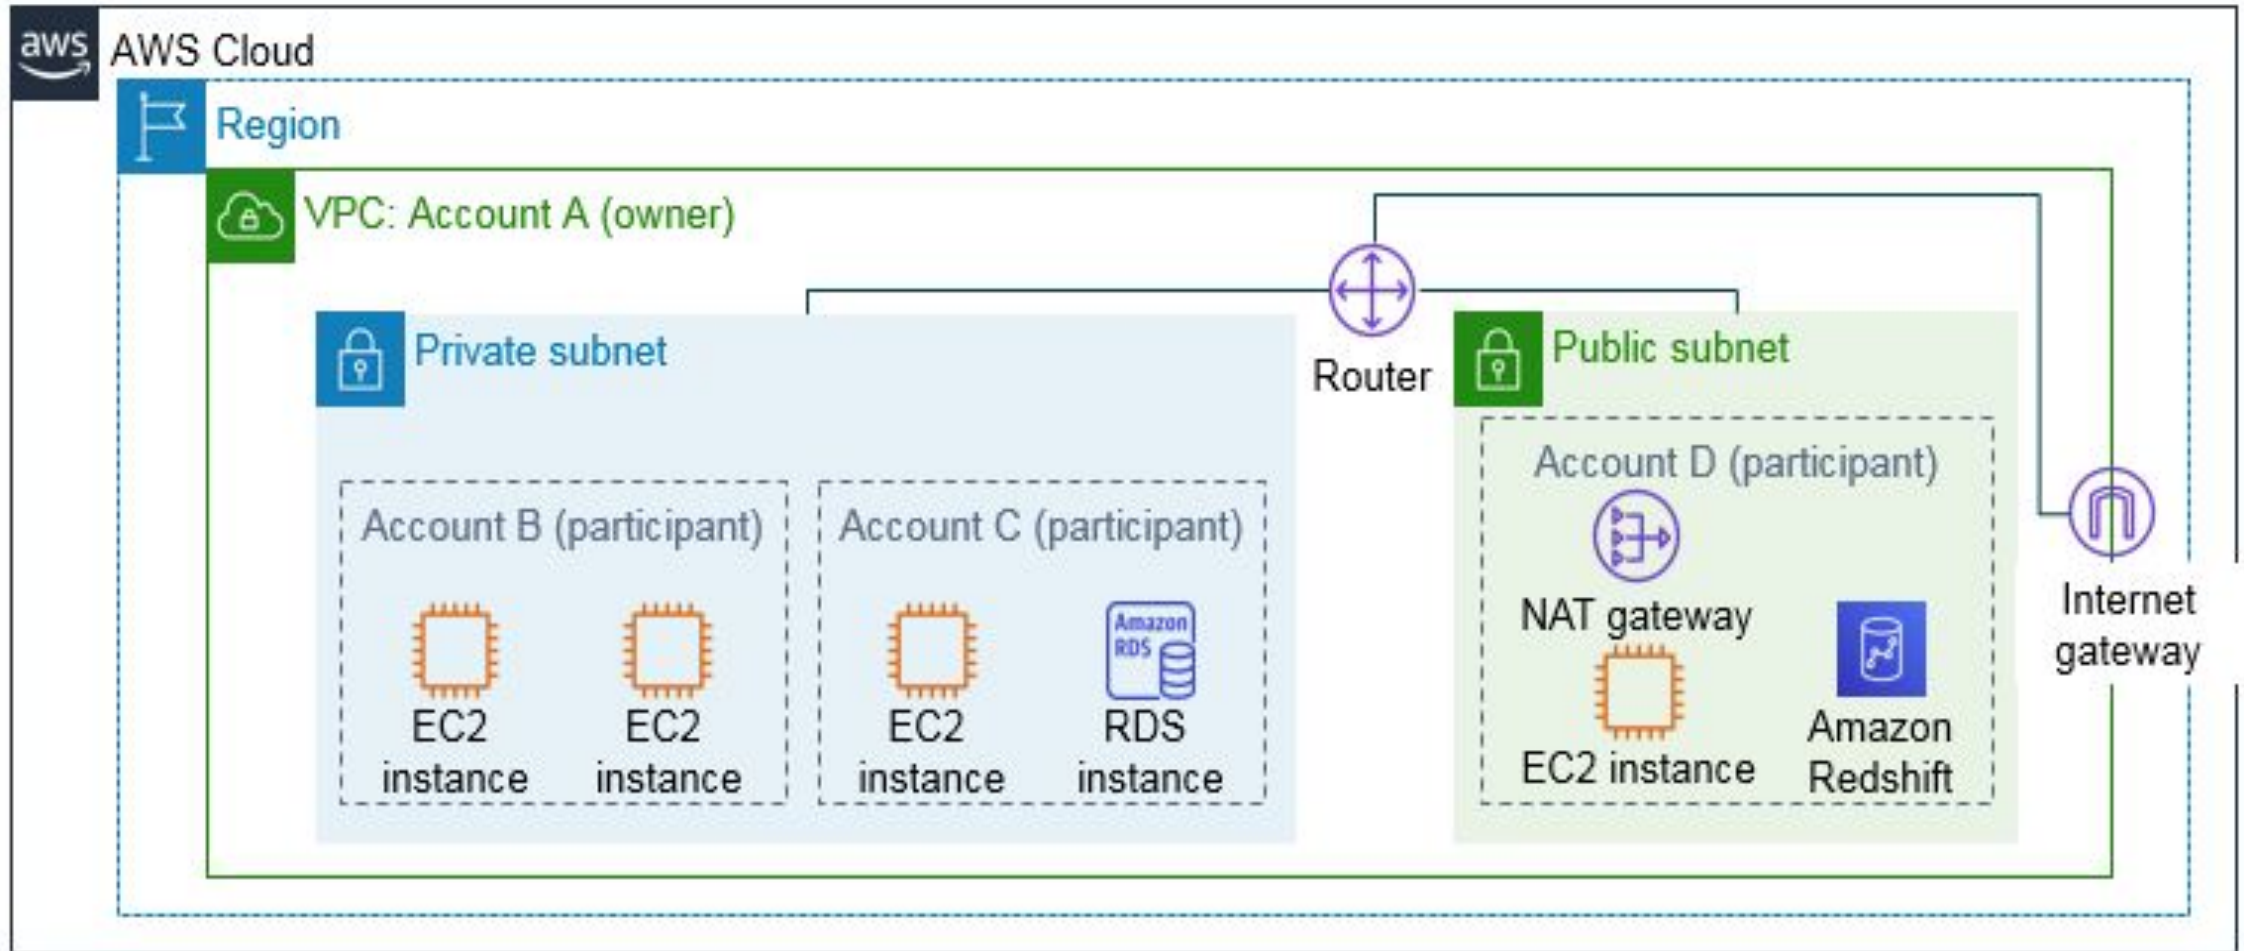 aws
AWS Cloud
Region
VPC: Account A (owner)
Router
Private subnet
Account B (participant)
EC2
instance
EC2
instance
Account C (participant)
EC2
instance
Amazon
RDS
RDS
instance
Public subnet
Account D (participant)
NAT gateway
EC2 instance
Amazon
Redshift
Internet
gateway